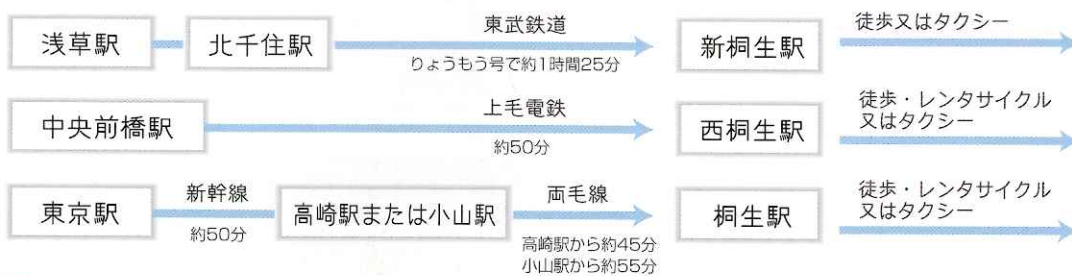 浅草駅
北千住駅
東武鉄道
りょうもう号で約1時間25分
新桐生駅
徒歩又はタクシー
中央前橋駅
上毛電鉄
約50分
西桐生駅
徒歩・レンタサイクル
又はタクシー
東京駅
新幹線
約50分
高崎駅または小山駅
両毛線
高崎駅から約45分
小山駅から約55分
桐生駅
徒歩・レンタサイクル
又はタクシー